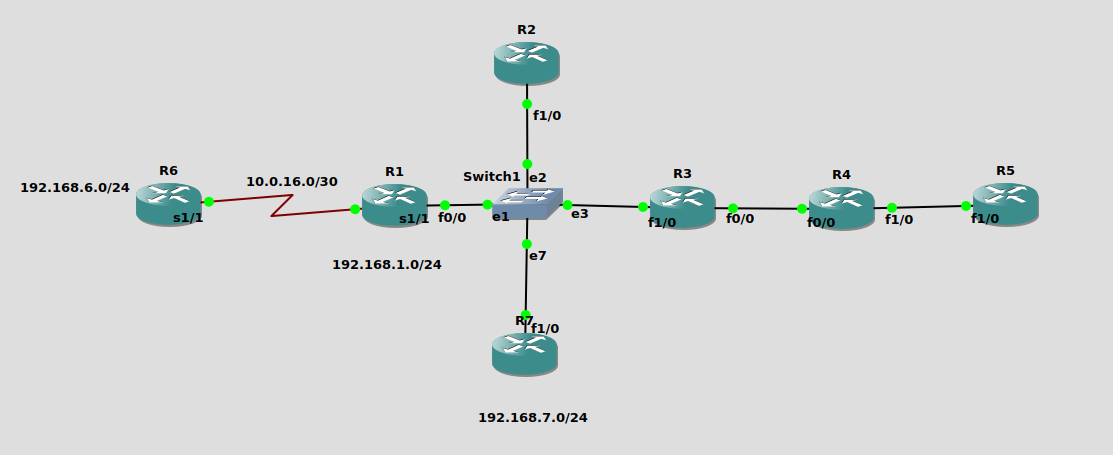 R2
f1/0
Switch1
e2
R6
192.168.6.0/24
s1/1
10.0.16.0/30
R1
s1/1
f0/0
e1
e3
R3
f1/0
f0/0
R4
f0/0
f1/0
R5
f1/0
192.168.1.0/24
e7
R7
f1/0
192.168.7.0/24